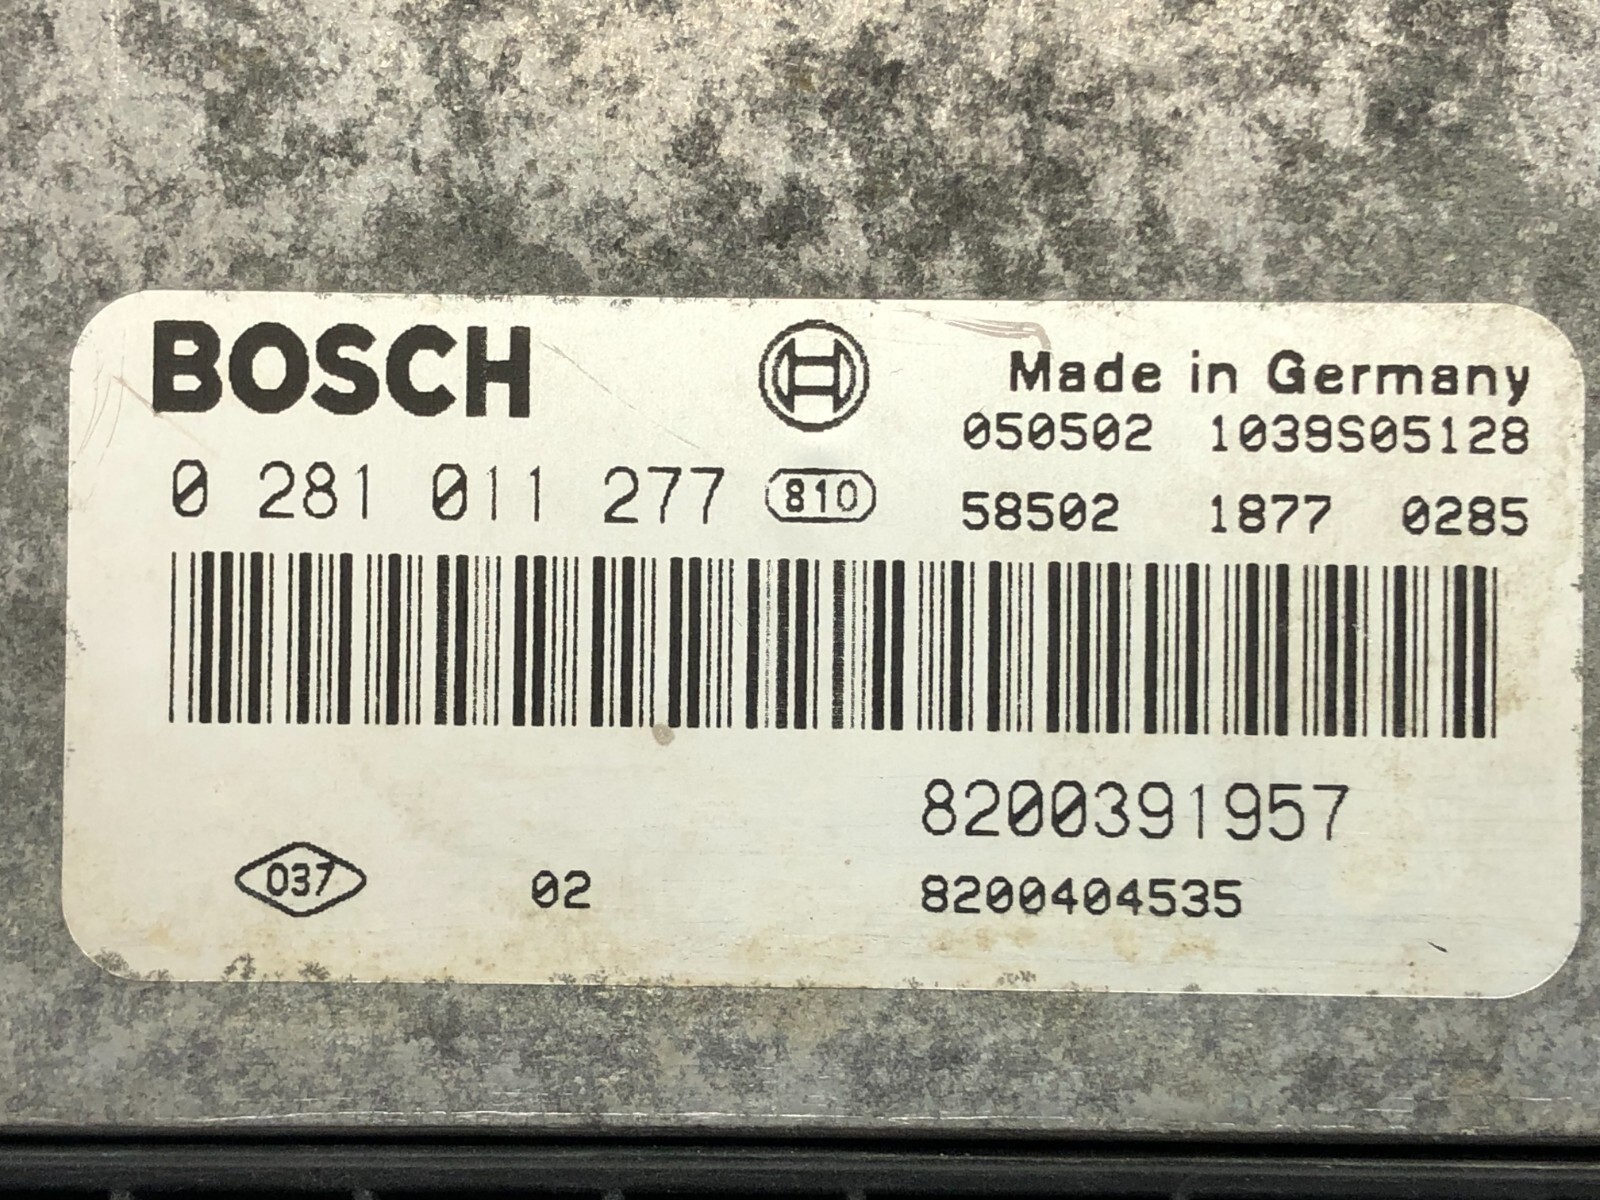 BOSCH
Made in Germany
050502 1039S05128
0 281 011 277 810
58502 1877 0285
8200391957
037 02 8200404535